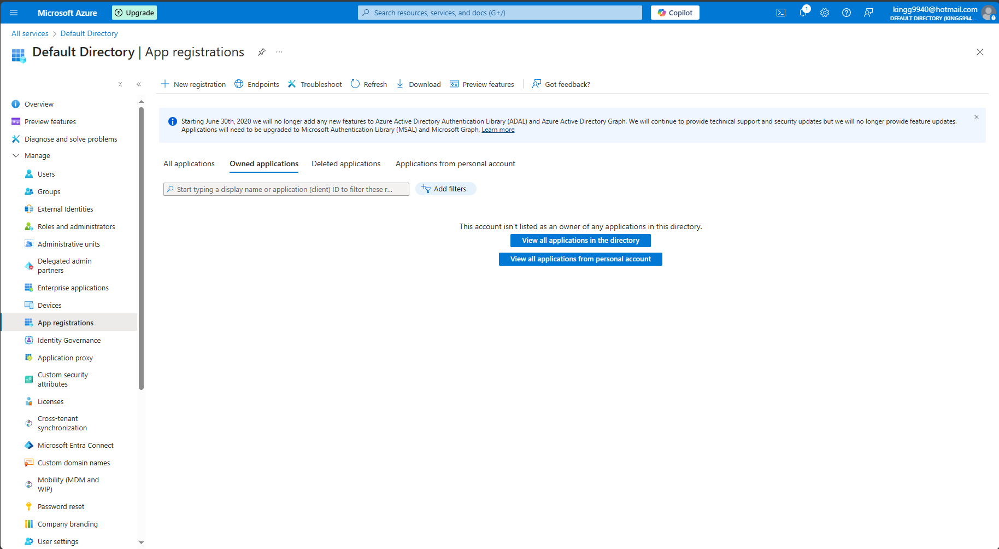 Microsoft Azure
Upgrade
Search resources, services, and docs (G+/)
Copilot
1
kingg9940@hotmail.com
DEFAULT DIRECTORY (KINGG994...
All services > Default Directory
Default Directory | App registrations
...
New registration
Endpoints
Troubleshoot
Refresh
Download
Preview features
Got feedback?
Overview
Preview features
Diagnose and solve problems
Manage
Users
Groups
External Identities
Roles and administrators
Administrative units
Delegated admin
partners
Enterprise applications
Devices
App registrations
Identity Governance
Application proxy
Custom security
attributes
Licenses
Cross-tenant
synchronization
Microsoft Entra Connect
Custom domain names
Mobility (MDM and
WIP)
Password reset
Company branding
User settings
Starting June 30th, 2020 we will no longer add any new features to Azure Active Directory Authentication Library (ADAL) and Azure Active Directory Graph. We will continue to provide technical support and security updates but we will no longer provide feature updates.
Applications will need to be upgraded to Microsoft Authentication Library (MSAL) and Microsoft Graph. Learn more
All applications
Owned applications
Deleted applications
Applications from personal account
Start typing a display name or application (client) ID to filter these r...
Add filters
This account isn't listed as an owner of any applications in this directory.
View all applications in the directory
View all applications from personal account